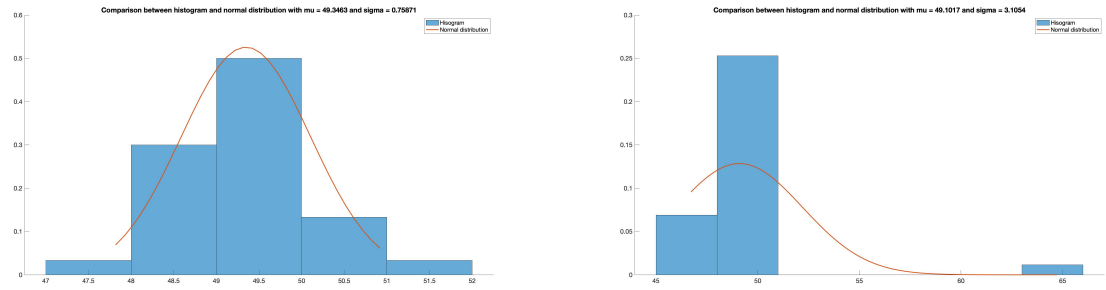 Comparison between histogram and normal distribution with mu = 49.3463 and sigma = 0.75871
0.6
Hisogram
Normal distribution
0.5
0.4
0.3
0.2
0.1
0
47 47.5 48 48.5 49 49.5 50 50.5 51 51.5 52
Comparison between histogram and normal distribution with mu = 49.1017 and sigma = 3.1054
0.3
Hisogram
Normal distribution
0.25
0.2
0.15
0.1
0.05
0
45 50 55 60 65